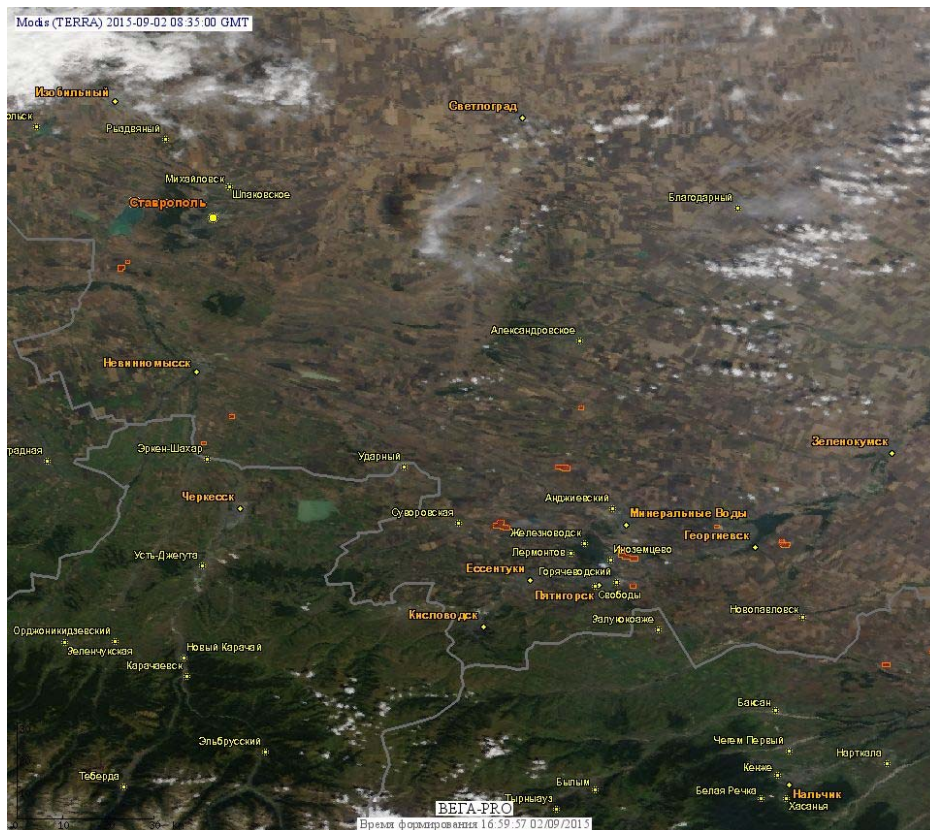 Modis (TERRA) 2015-09-02 08:35:00 GMT
Изобильный
Светлоград
ольск
Рыздвяный
Михайловск
Шпаковское
Ставрополь
Благодарный
Александровское
Невинномысск
Зеленокумск
радная
Эркен-Шахар
Ударный
Черкесск
Анджиевский
Суворовская
Минеральные Воды
Железноводск
Георгиевск
Лермонтов
Иноземцево
Усть-Джегута
Ессентуки
Горячеводский
Пятигорск
Свободы
Кисловодск
Залукокоаже
Новопавловск
Орджоникидзевский
Зеленчукская
Новый Карачай
Карачаевск
Баксан
Эльбрусский
Чегем Первый
Нарткала
Теберда
Кенже
Былым
Белая Речка
Нальчик
Тырныауз
Хасанья
ВЕГА-PRO
Время формирования 16:59:57 02/09/2015